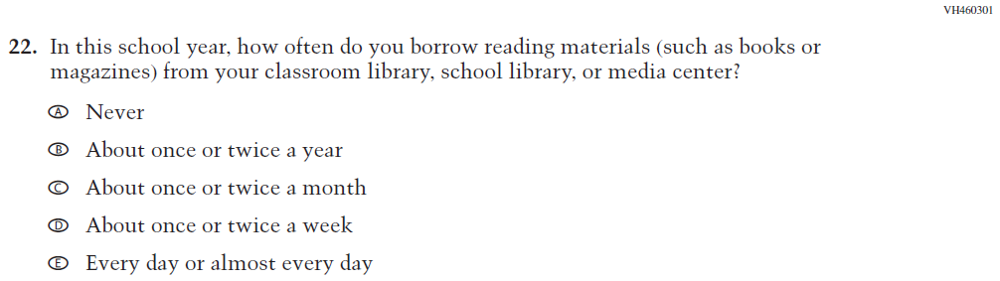 VH460301
22. In this school year, how often do you borrow reading materials (such as books or
magazines) from your classroom library, school library, or media center?
A Never
B About once or twice a year
C About once or twice a month
D About once or twice a week
E Every day or almost every day